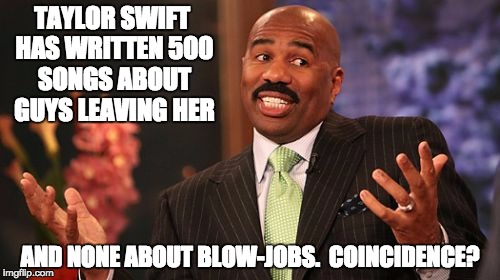 TAYLOR SWIFT
HAS WRITTEN 500
SONGS ABOUT
GUYS LEAVING HER
AND NONE ABOUT BLOW-JOBS.  COINCIDENCE?
imgflip.com